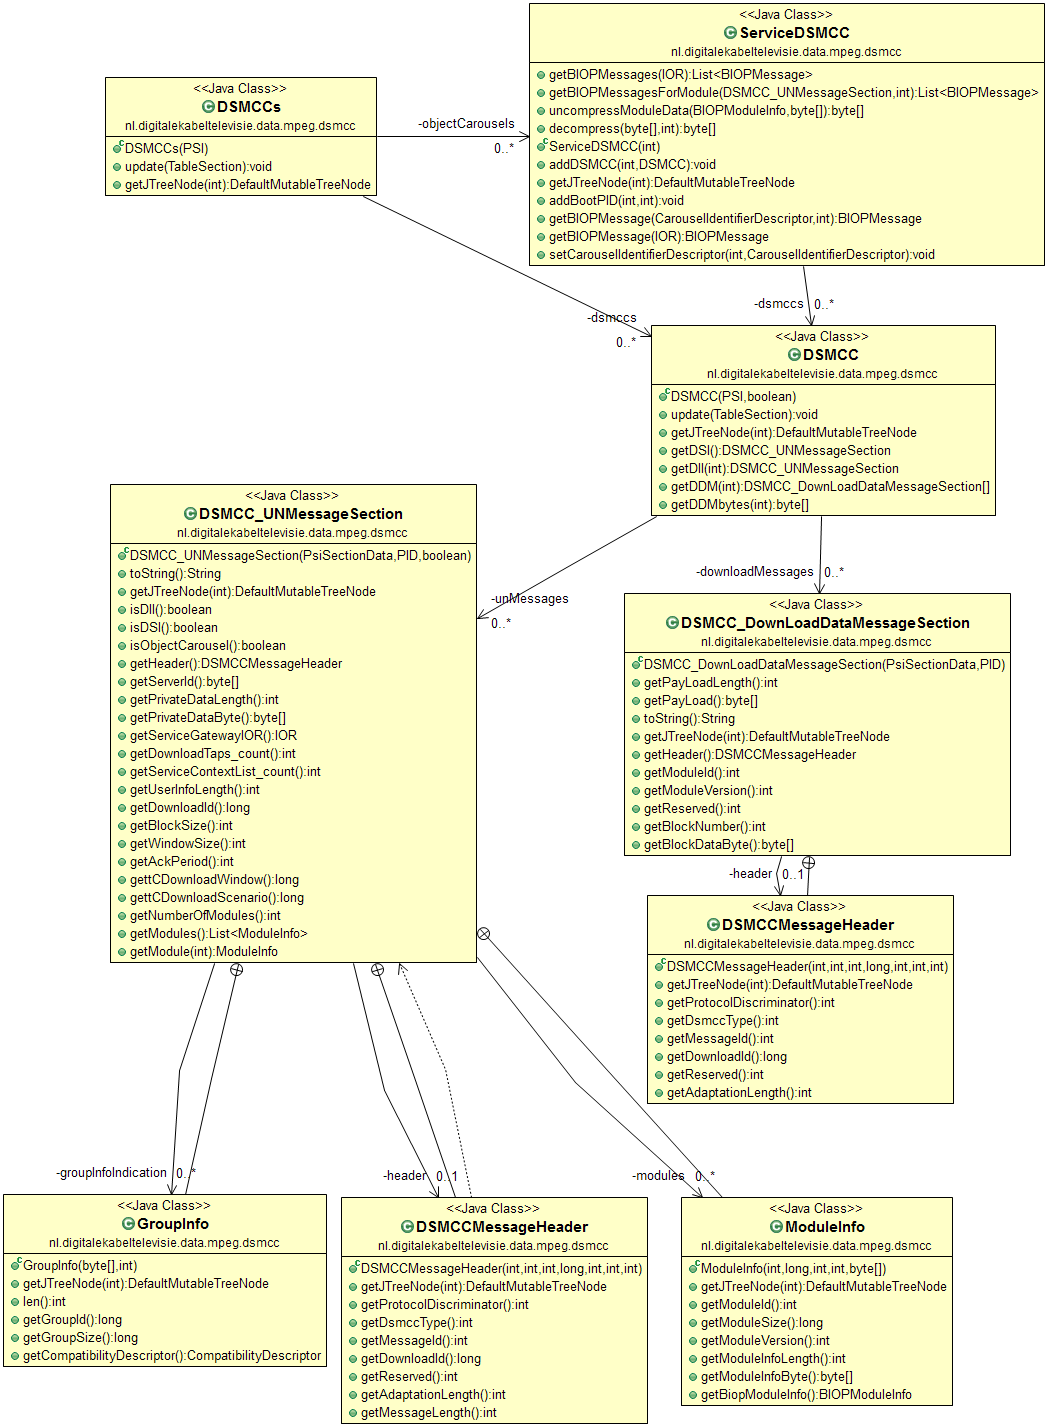 <<Java Class>>
ServiceDSMCC
nl.digitalekabeltelevisie.data.mpeg.dsmcc
getBIOPMessages(IOR):List<BIOPMessage>
getBIOPMessagesForModule(DSMCC_UNMessageSection,int):List<BIOPMessage>
uncompressModuleData(BIOPModuleInfo,byte[]):byte[]
decompress(byte[],int):byte[]
ServiceDSMCC(int)
addDSMCC(int,DSMCC):void
getJTreeNode(int):DefaultMutableTreeNode
addBootPID(int,int):void
getBIOPMessage(CarouselIdentifierDescriptor,int):BIOPMessage
getBIOPMessage(IOR):BIOPMessage
setCarouselIdentifierDescriptor(int,CarouselIdentifierDescriptor):void
<<Java Class>>
DSMCCs
nl.digitalekabeltelevisie.data.mpeg.dsmcc
DSMCCs(PSI)
update(TableSection):void
getJTreeNode(int):DefaultMutableTreeNode
-objectCarousels
0..*
-dsmccs
0..*
-dsmccs
0..*
<<Java Class>>
DSMCC
nl.digitalekabeltelevisie.data.mpeg.dsmcc
DSMCC(PSI,boolean)
update(TableSection):void
getJTreeNode(int):DefaultMutableTreeNode
getDSI():DSMCC_UNMessageSection
getDII(int):DSMCC_UNMessageSection
getDDM(int):DSMCC_DownLoadDataMessageSection[]
getDDMbytes(int):byte[]
<<Java Class>>
DSMCC_UNMessageSection
nl.digitalekabeltelevisie.data.mpeg.dsmcc
DSMCC_UNMessageSection(PsiSectionData,PID,boolean)
toString():String
getJTreeNode(int):DefaultMutableTreeNode
isDII():boolean
isDSI():boolean
isObjectCarousel():boolean
getHeader():DSMCCMessageHeader
getServerId():byte[]
getPrivateDataLength():int
getPrivateDataByte():byte[]
getServiceGatewayIOR():IOR
getDownloadTaps_count():int
getServiceContextList_count():int
getUserInfoLength():int
getDownloadId():long
getBlockSize():int
getWindowSize():int
getAckPeriod():int
gettCDownloadWindow():long
gettCDownloadScenario():long
getNumberOfModules():int
getModules():List<ModuleInfo>
getModule(int):ModuleInfo
-unMessages
0..*
-downloadMessages
0..*
<<Java Class>>
DSMCC_DownLoadDataMessageSection
nl.digitalekabeltelevisie.data.mpeg.dsmcc
DSMCC_DownLoadDataMessageSection(PsiSectionData,PID)
getPayLoadLength():int
getPayLoad():byte[]
toString():String
getJTreeNode(int):DefaultMutableTreeNode
getHeader():DSMCCMessageHeader
getModuleId():int
getModuleVersion():int
getReserved():int
getBlockNumber():int
getBlockDataByte():byte[]
-header
0..1
<<Java Class>>
DSMCCMessageHeader
nl.digitalekabeltelevisie.data.mpeg.dsmcc
DSMCCMessageHeader(int,int,int,long,int,int,int)
getJTreeNode(int):DefaultMutableTreeNode
getProtocolDiscriminator():int
getDsmccType():int
getMessageId():int
getDownloadId():long
getReserved():int
getAdaptationLength():int
-groupInfoIndication
0..*
-header
0..1
-modules
0..*
<<Java Class>>
GroupInfo
nl.digitalekabeltelevisie.data.mpeg.dsmcc
GroupInfo(byte[],int)
getJTreeNode(int):DefaultMutableTreeNode
len():int
getGroupId():long
getGroupSize():long
getCompatibilityDescriptor():CompatibilityDescriptor
<<Java Class>>
DSMCCMessageHeader
nl.digitalekabeltelevisie.data.mpeg.dsmcc
DSMCCMessageHeader(int,int,int,long,int,int,int)
getJTreeNode(int):DefaultMutableTreeNode
getProtocolDiscriminator():int
getDsmccType():int
getMessageId():int
getDownloadId():long
getReserved():int
getAdaptationLength():int
getMessageLength():int
<<Java Class>>
ModuleInfo
nl.digitalekabeltelevisie.data.mpeg.dsmcc
ModuleInfo(int,long,int,int,byte[])
getJTreeNode(int):DefaultMutableTreeNode
getModuleId():int
getModuleSize():long
getModuleVersion():int
getModuleInfoLength():int
getModuleInfoByte():byte[]
getBiopModuleInfo():BIOPModuleInfo